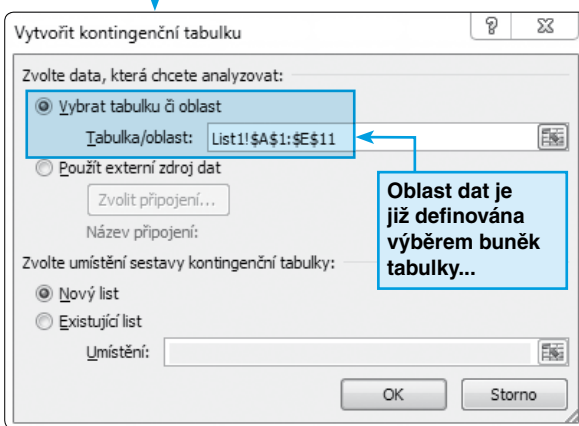 Vytvořit kontingenční tabulku
Zvolte data, která chcete analyzovat:
Vybrat tabulku či oblast
Tabulka/oblast: List1!$A$1:$E$11
Použít externí zdroj dat
Zvolit připojení...
Název připojení:
Oblast dat je
již definována
výběrem buněk
tabulky...
Zvolte umístění sestavy kontingenční tabulky:
Nový list
Existující list
Umístění:
OK Storno